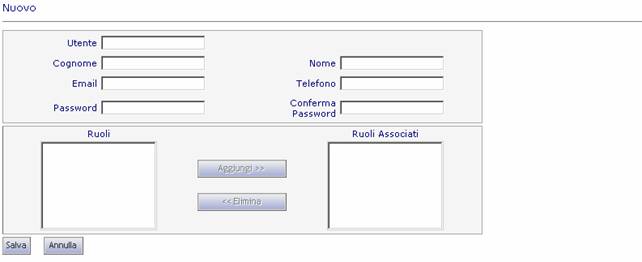 Nuovo
Utente
Cognome Nome
Email Telefono
Password Conferma Password
Ruoli Ruoli Associati
Aggiungi >>
<< Elimina
Salva Annulla